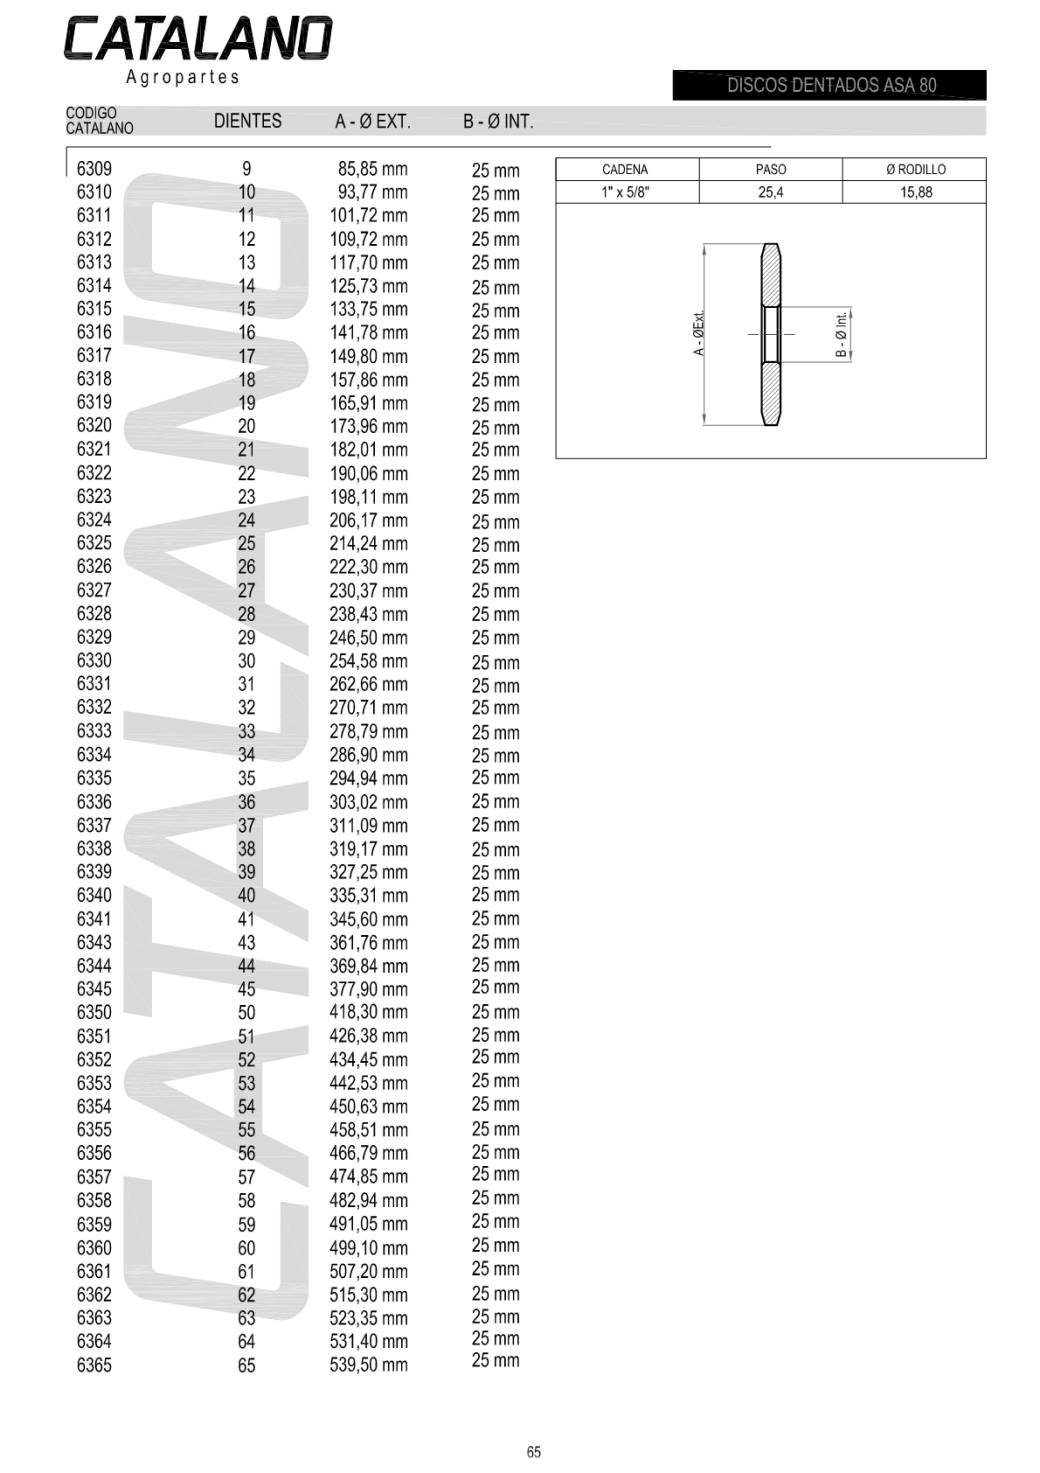 CATALANO
Agropartes
DISCOS DENTADOS ASA 80
CODIGO CATALANO DIENTES A - Ø EXT. B - Ø INT.
6309 9 85,85 mm 25 mm
6310 10 93,77 mm 25 mm
6311 11 101,72 mm 25 mm
6312 12 109,72 mm 25 mm
6313 13 117,70 mm 25 mm
6314 14 125,73 mm 25 mm
6315 15 133,75 mm 25 mm
6316 16 141,78 mm 25 mm
6317 17 149,80 mm 25 mm
6318 18 157,86 mm 25 mm
6319 19 165,91 mm 25 mm
6320 20 173,96 mm 25 mm
6321 21 182,01 mm 25 mm
6322 22 190,06 mm 25 mm
6323 23 198,11 mm 25 mm
6324 24 206,17 mm 25 mm
6325 25 214,24 mm 25 mm
6326 26 222,30 mm 25 mm
6327 27 230,37 mm 25 mm
6328 28 238,43 mm 25 mm
6329 29 246,50 mm 25 mm
6330 30 254,58 mm 25 mm
6331 31 262,66 mm 25 mm
6332 32 270,71 mm 25 mm
6333 33 278,79 mm 25 mm
6334 34 286,90 mm 25 mm
6335 35 294,94 mm 25 mm
6336 36 303,02 mm 25 mm
6337 37 311,09 mm 25 mm
6338 38 319,17 mm 25 mm
6339 39 327,25 mm 25 mm
6340 40 335,31 mm 25 mm
6341 41 345,60 mm 25 mm
6343 43 361,76 mm 25 mm
6344 44 369,84 mm 25 mm
6345 45 377,90 mm 25 mm
6350 50 418,30 mm 25 mm
6351 51 426,38 mm 25 mm
6352 52 434,45 mm 25 mm
6353 53 442,53 mm 25 mm
6354 54 450,63 mm 25 mm
6355 55 458,51 mm 25 mm
6356 56 466,79 mm 25 mm
6357 57 474,85 mm 25 mm
6358 58 482,94 mm 25 mm
6359 59 491,05 mm 25 mm
6360 60 499,10 mm 25 mm
6361 61 507,20 mm 25 mm
6362 62 515,30 mm 25 mm
6363 63 523,35 mm 25 mm
6364 64 531,40 mm 25 mm
6365 65 539,50 mm 25 mm
CADENA PASO Ø RODILLO
1" x 5/8" 25,4 15,88
A - ØExt.
B - Ø Int.
CATALANO
65